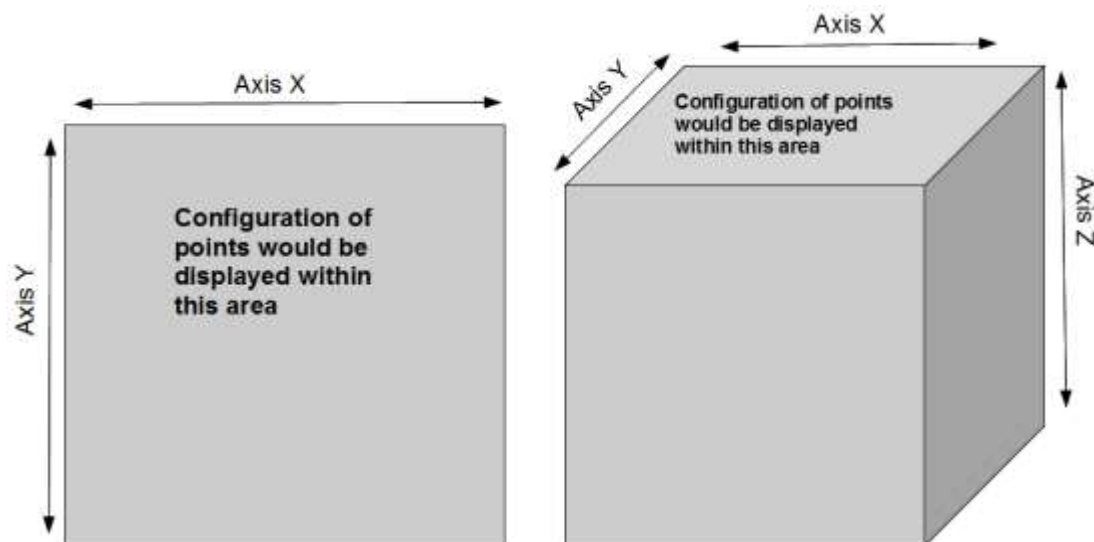 Axis X
Axis Y
Configuration of
points would be
displayed within
this area
Axis X
Axis Y
Configuration of points
would be displayed
within this area
Axis Z